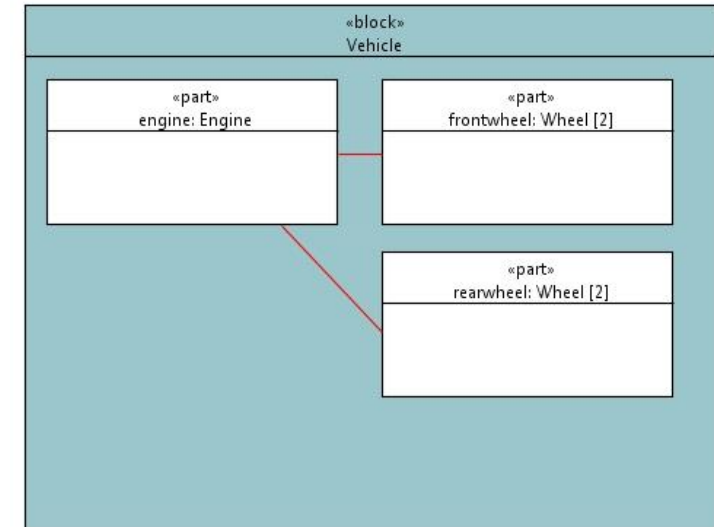 «block»
Vehicle
«part»
engine: Engine
«part»
frontwheel: Wheel [2]
«part»
rearwheel: Wheel [2]